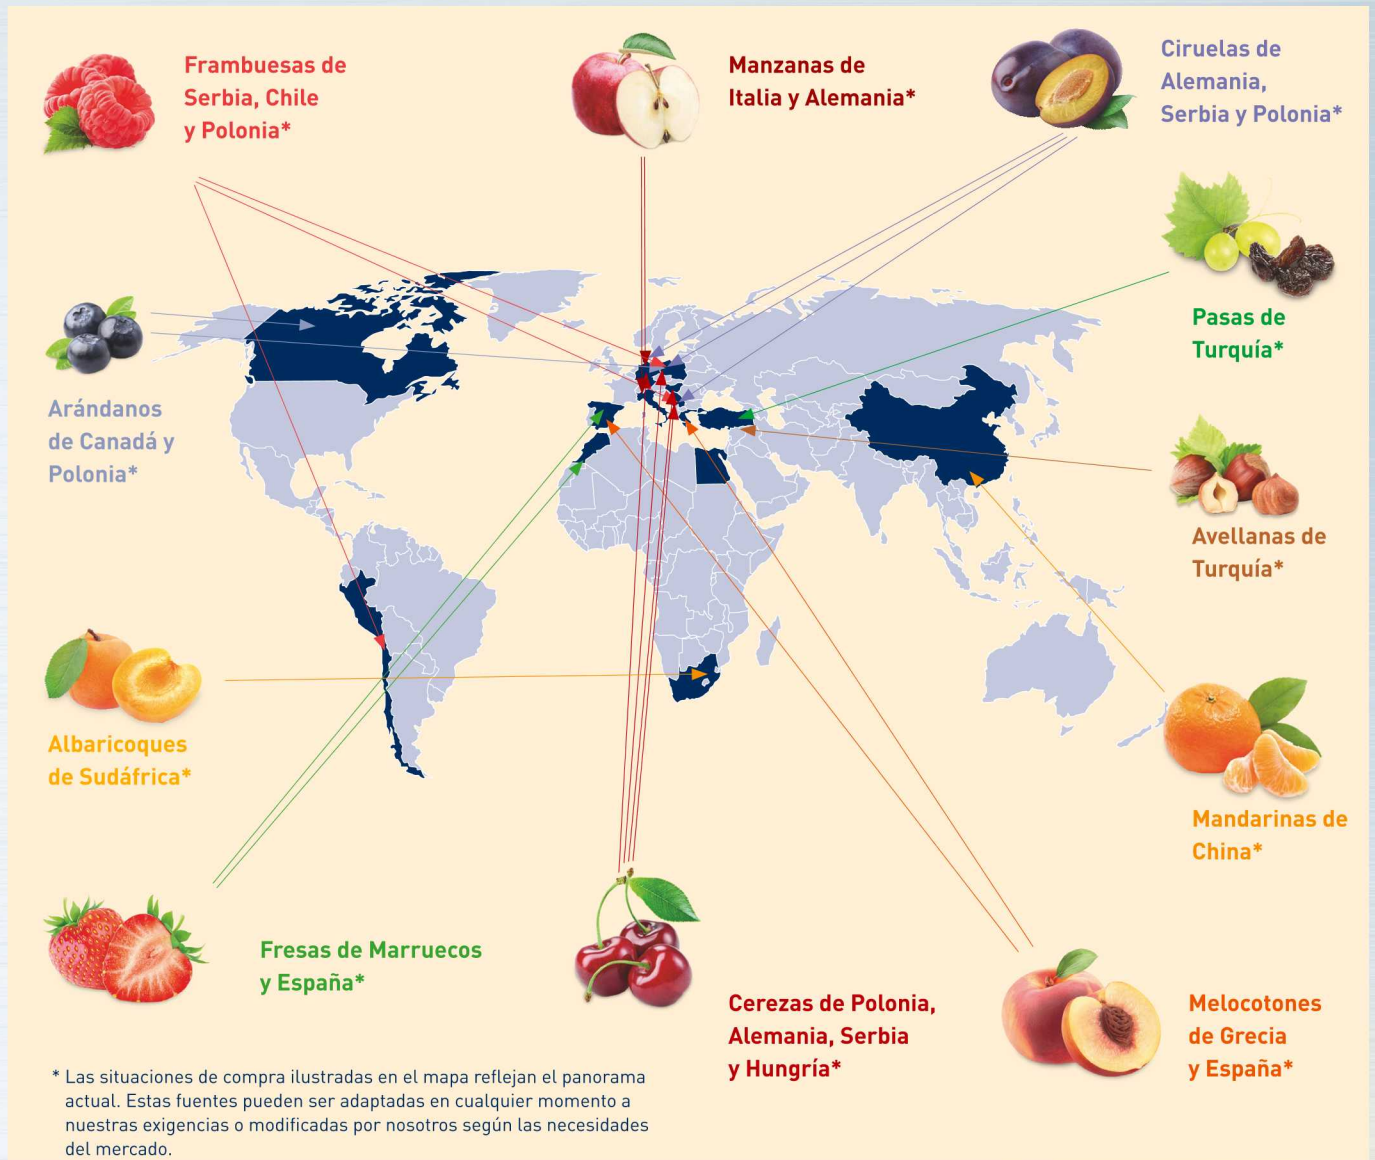 Frambuesas de
Serbia, Chile
y Polonia*
Manzanas de
Italia y Alemania*
Ciruelas de
Alemania,
Serbia y Polonia*
Pasas de
Turquía*
Arándanos
de Canadá y
Polonia*
Avellanas de
Turquía*
Albaricoques
de Sudáfrica*
Mandarinas de
China*
Fresas de Marruecos
y España*
Cerezas de Polonia,
Alemania, Serbia
y Hungría*
Melocotones
de Grecia
y España*
* Las situaciones de compra ilustradas en el mapa reflejan el panorama
actual. Estas fuentes pueden ser adaptadas en cualquier momento a
nuestras exigencias o modificadas por nosotros según las necesidades
del mercado.